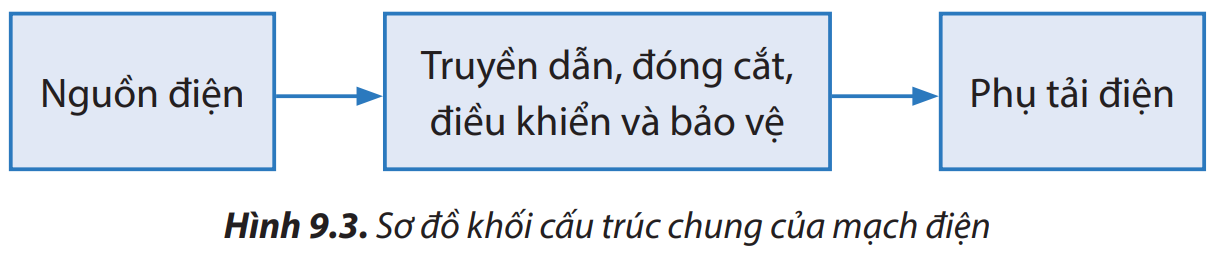 Nguồn điện
Truyền dẫn, đóng cắt,
điều khiển và bảo vệ
Phụ tải điện
Hình 9.3. Sơ đồ khối cấu trúc chung của mạch điện